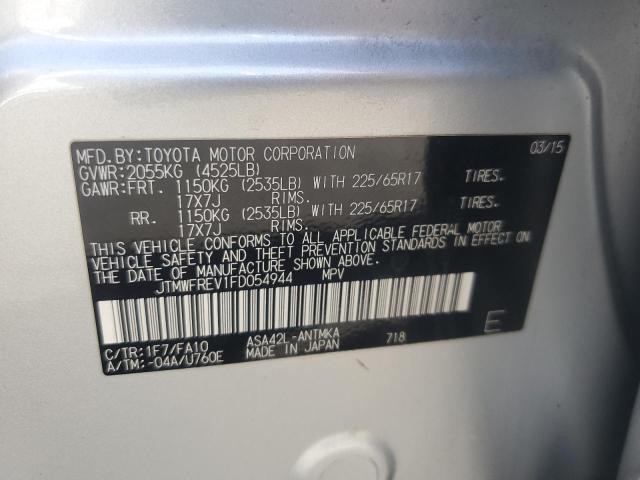 MFD.BY:TOYOTA MOTOR CORPORATION 03/15
GVWR:2055KG (4525LB)
GAWR:FRT. 1150KG (2535LB) WITH 225/65R17 TIRES.
17X7J RIMS.
RR. 1150KG (2535LB) WITH 225/65R17 TIRES.
17X7J RIMS.
THIS VEHICLE CONFORMS TO ALL APPLICABLE FEDERAL MOTOR
VEHICLE SAFETY AND THEFT PREVENTION STANDARDS IN EFFECT ON
THE DATE OF MANUFACTURE SHOWN ABOVE.
JTMWFREV1FD054944 MPV
C/TR:1F7/FA10 ASA42L-ANTMKA 718 E
A/TM:-04A/U760E MADE IN JAPAN